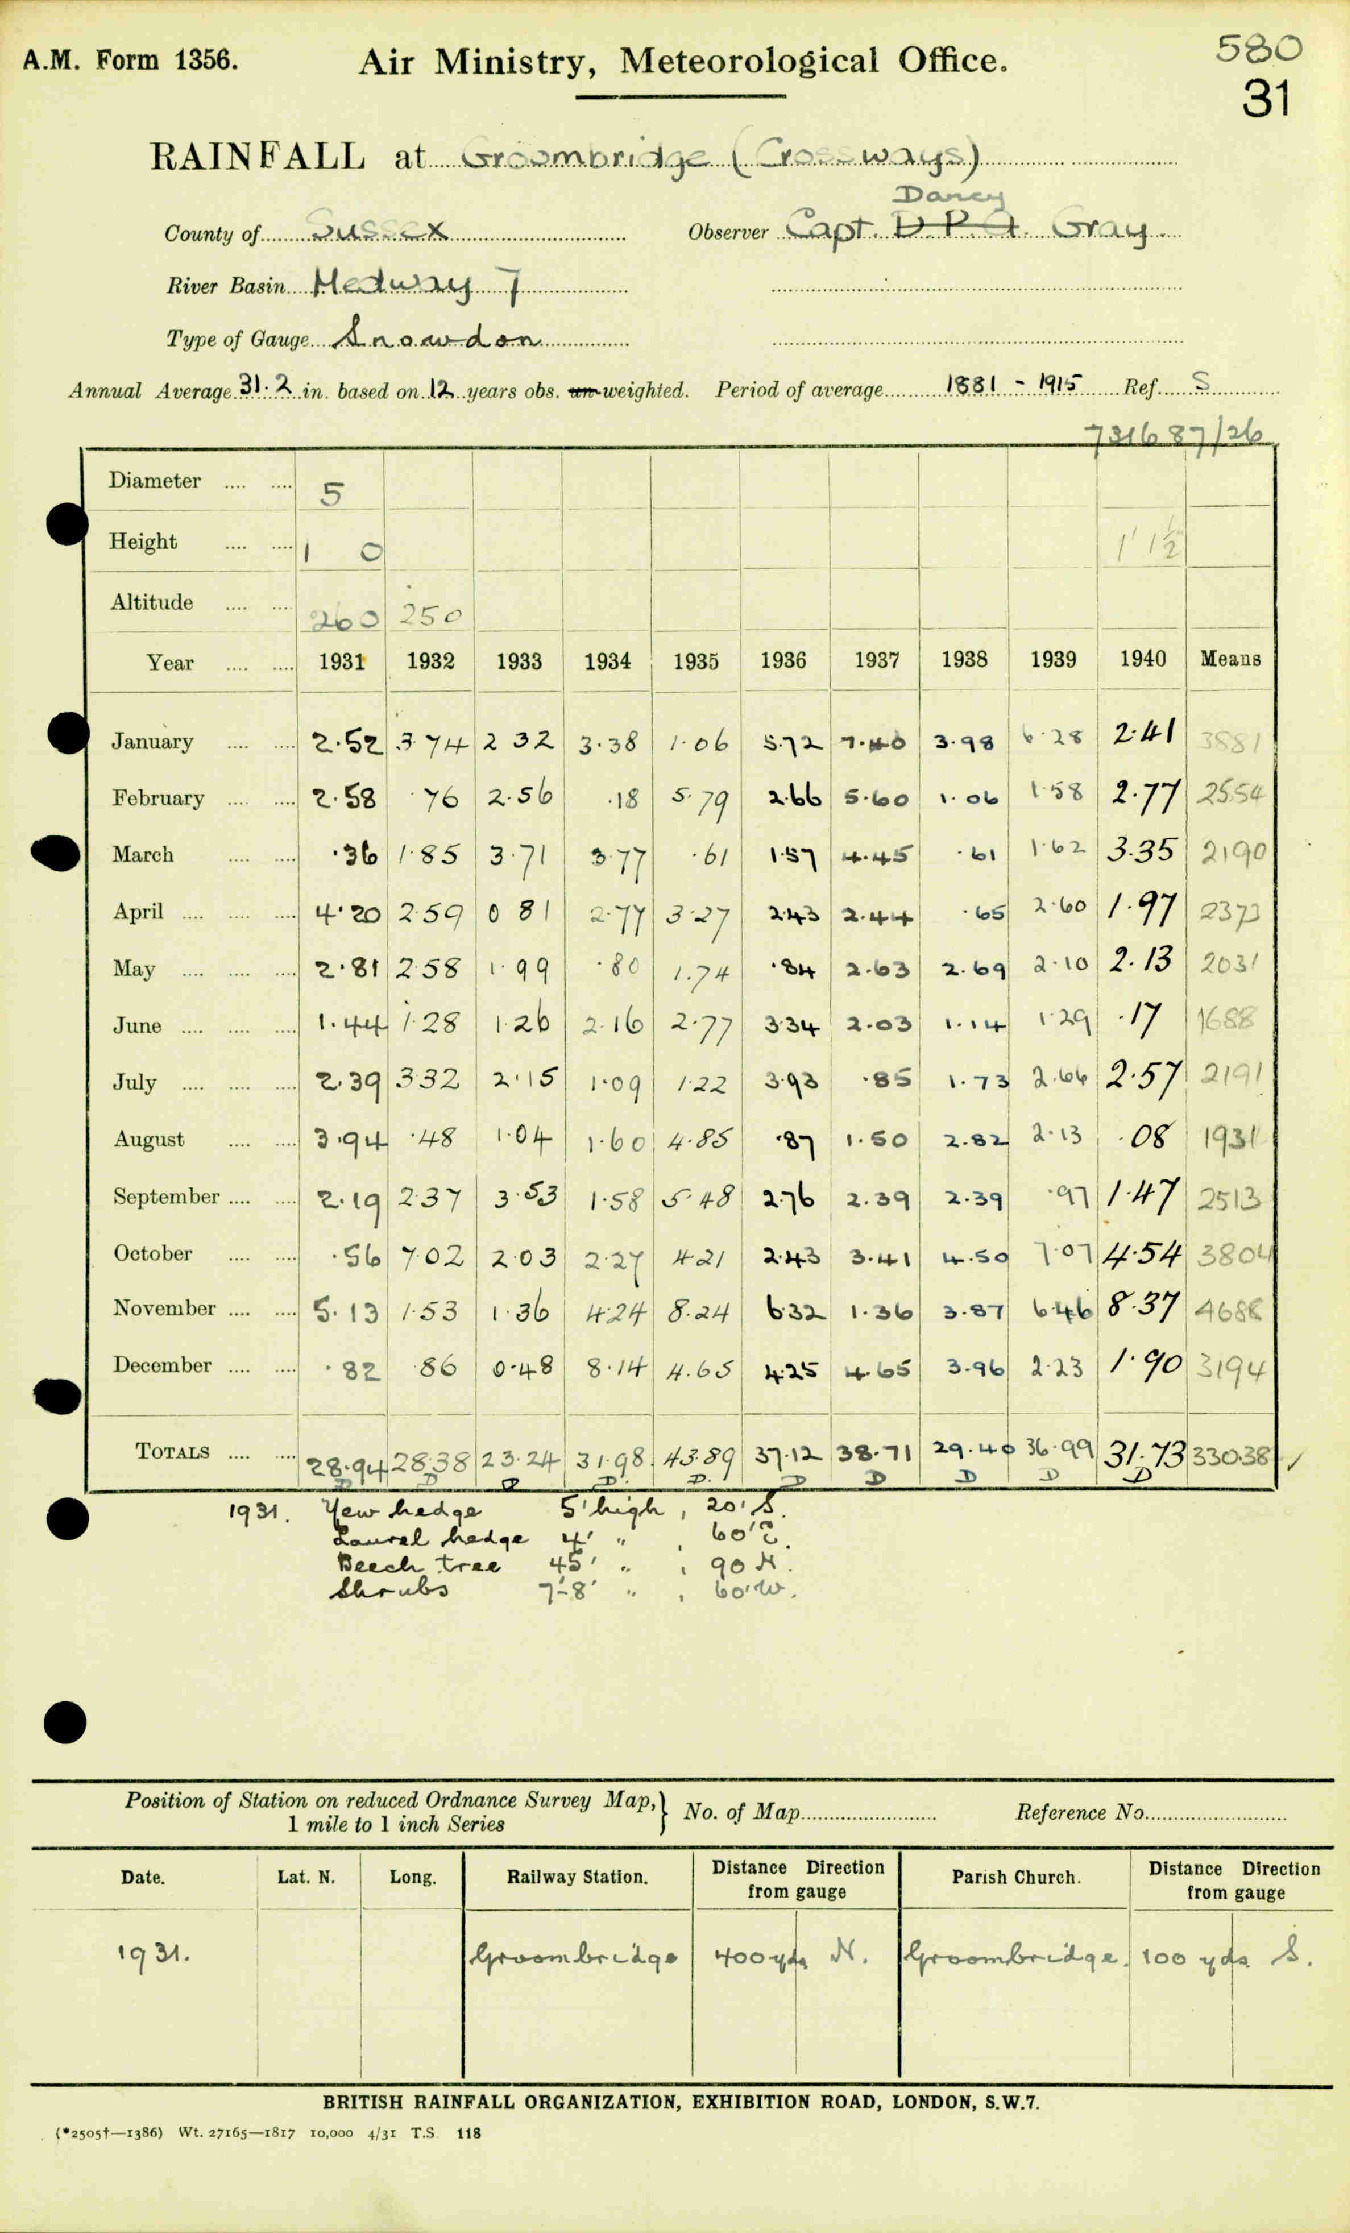 A.M. Form 1356. Air Ministry, Meteorological Office. 580
31
RAINFALL at Groombridge (Crossways)
Darcy
County of Sussex Observer Capt. D.P.A. Gray.
River Basin Medway 7
Type of Gauge Snowdon
Annual Average 31.2 in. based on 12 years obs. un-weighted. Period of average 1881 - 1915 Ref. S
731687/26
Diameter .... .... 5
Height .... .... 1 0 1' 1½
Altitude .... .... 260 250
Year .... .... 1931 1932 1933 1934 1935 1936 1937 1938 1939 1940 Means
January .... .... 2.52 3.74 2 32 3.38 1.06 5.72 7.40 3.98 6.28 2.41 3881
February .... .... 2.58 .76 2.56 .18 5.79 2.66 5.60 1.06 1.58 2.77 2554
March .... .... .36 1.85 3.71 3.77 .61 1.57 4.45 .61 1.62 3.35 2190
April .... .... .... 4.20 2.59 0 81 2.77 3.27 2.43 2.44 .65 2.60 1.97 2373
May .... .... .... 2.81 2.58 1.99 .80 1.74 .84 2.63 2.69 2.10 2.13 2031
June .... .... .... 1.44 1.28 1.26 2.16 2.77 3.34 2.03 1.14 1.29 .17 1688
July .... .... .... 2.39 3.32 2.15 1.09 1.22 3.93 .85 1.73 2.66 2.57 2191
August .... .... 3.94 .48 1.04 1.60 4.85 .87 1.50 2.82 2.13 .08 1931
September .... .... 2.19 2.37 3.53 1.58 5.48 2.76 2.39 2.39 .97 1.47 2513
October .... .... .56 7.02 2.03 2.27 4.21 2.43 3.41 4.50 7.07 4.54 3804
November .... .... 5.13 1.53 1.36 4.24 8.24 6.32 1.36 3.87 6.46 8.37 4688
December .... .... .82 .86 0.48 8.14 4.65 4.25 4.65 3.96 2.23 1.90 3194
TOTALS .... .... 28.94 28.38 23.24 31.98 43.89 37.12 38.71 29.40 36.99 31.73 330.38 ✓
D D D D. D. D D D D D
1931. Yew hedge 5' high, 20' S.
Laurel hedge 4' " , 60' E.
Beech tree 45' " , 90 N.
Shrubs 7'-8' " , 60' W.
Position of Station on reduced Ordnance Survey Map,} No. of Map Reference No.
1 mile to 1 inch Series
Date. Lat. N. Long. Railway Station. Distance Direction from gauge Parish Church. Distance Direction from gauge
1931. Groombridge 400 yds N. Groombridge. 100 yds S.
BRITISH RAINFALL ORGANIZATION, EXHIBITION ROAD, LONDON, S.W.7.
(*2505†—1386) Wt. 27165—1817 10,000 4/31 T.S. 118